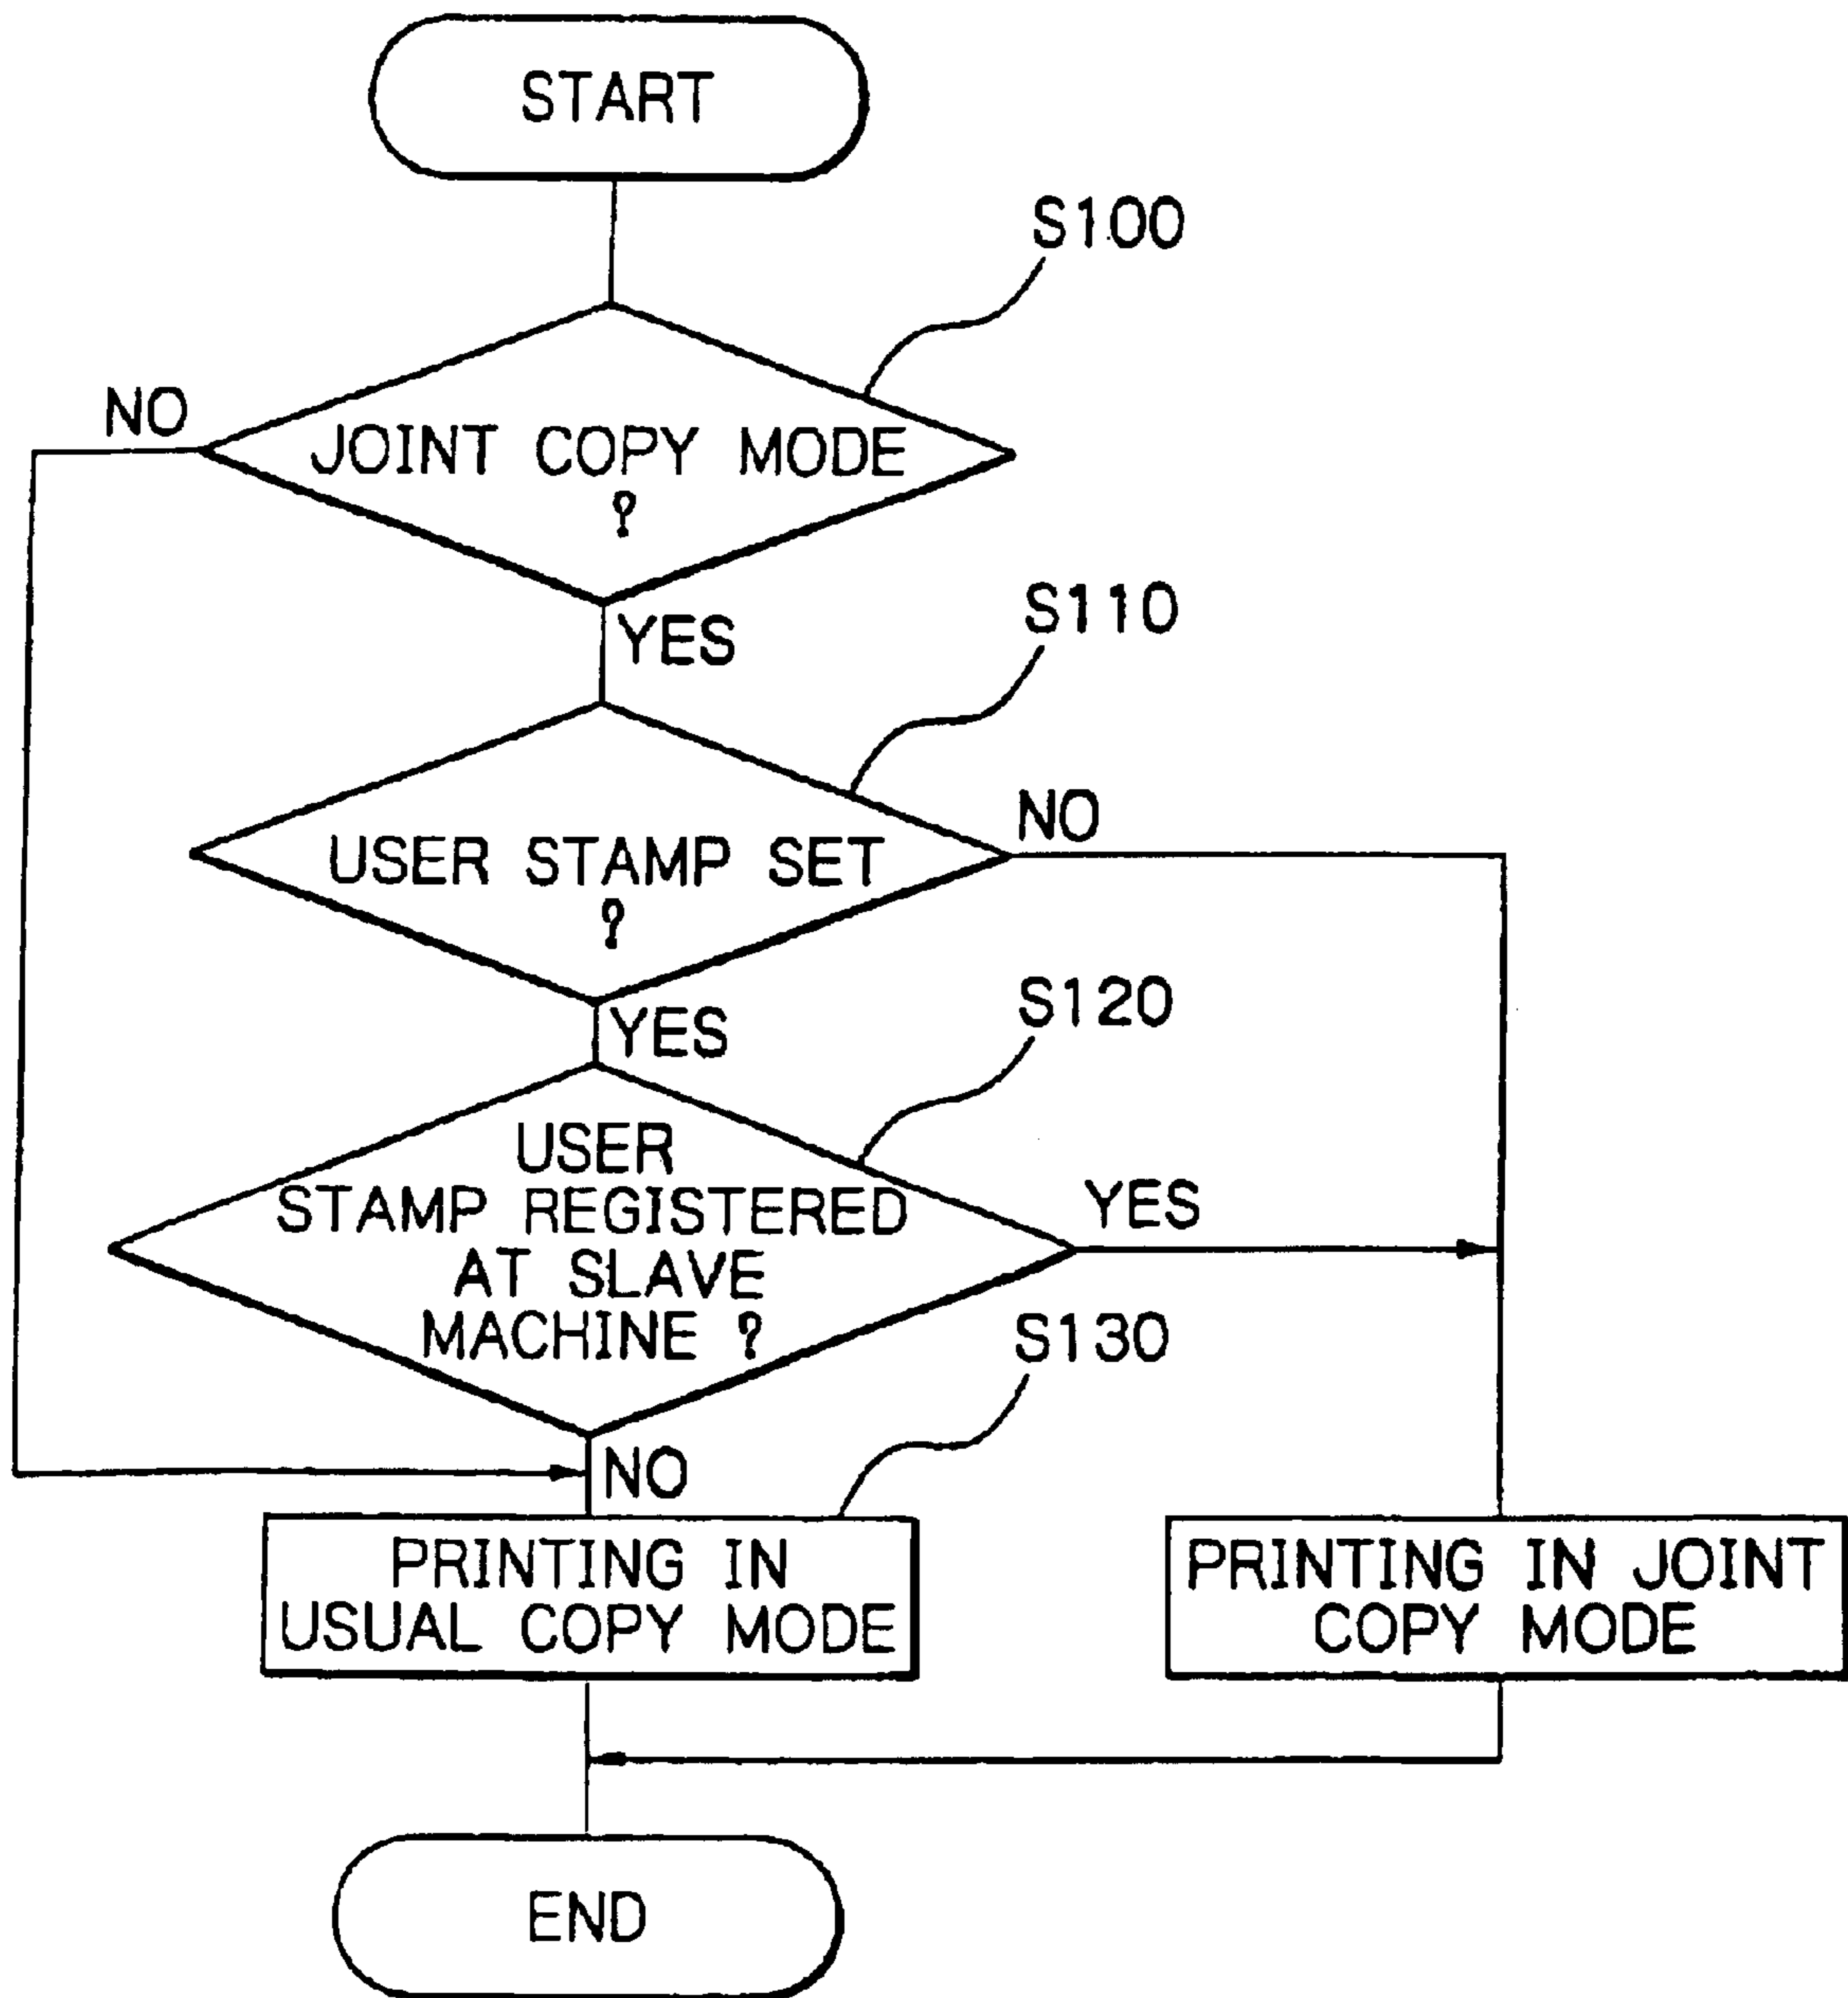 START
S100
NO
JOINT COPY MODE
?
YES
S110
NO
USER STAMP SET
?
YES
S120
USER
STAMP REGISTERED
AT SLAVE
MACHINE ?
YES
S130
NO
PRINTING IN
USUAL COPY MODE
PRINTING IN JOINT
COPY MODE
END